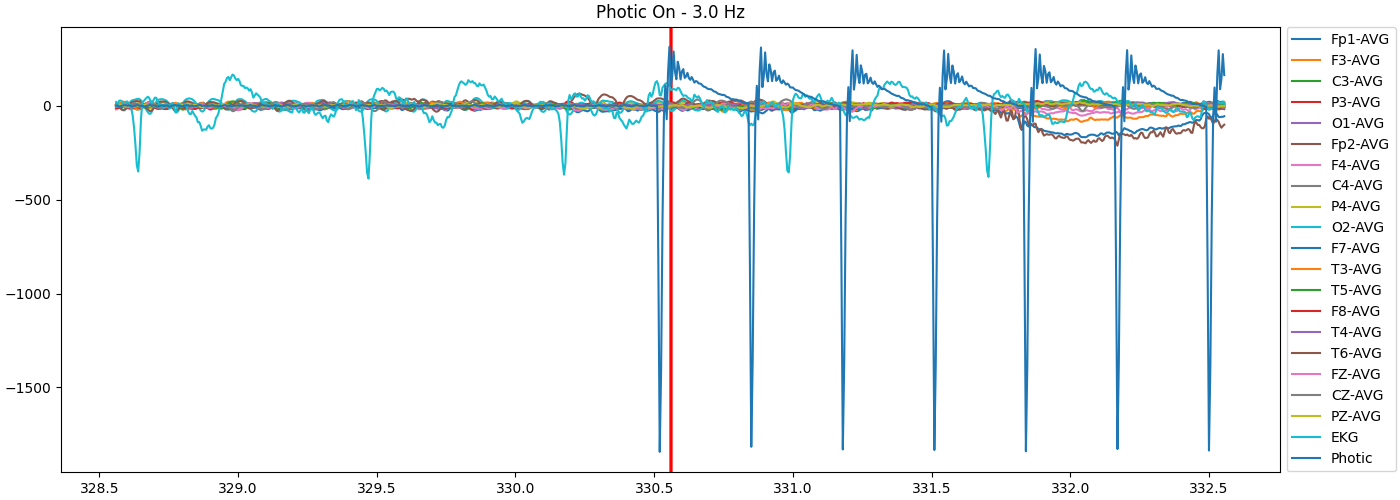 Photic On - 3.0 Hz
0
−500
−1000
−1500
328.5 329.0 329.5 330.0 330.5 331.0 331.5 332.0 332.5
Fp1-AVG
F3-AVG
C3-AVG
P3-AVG
O1-AVG
Fp2-AVG
F4-AVG
C4-AVG
P4-AVG
O2-AVG
F7-AVG
T3-AVG
T5-AVG
F8-AVG
T4-AVG
T6-AVG
FZ-AVG
CZ-AVG
PZ-AVG
EKG
Photic